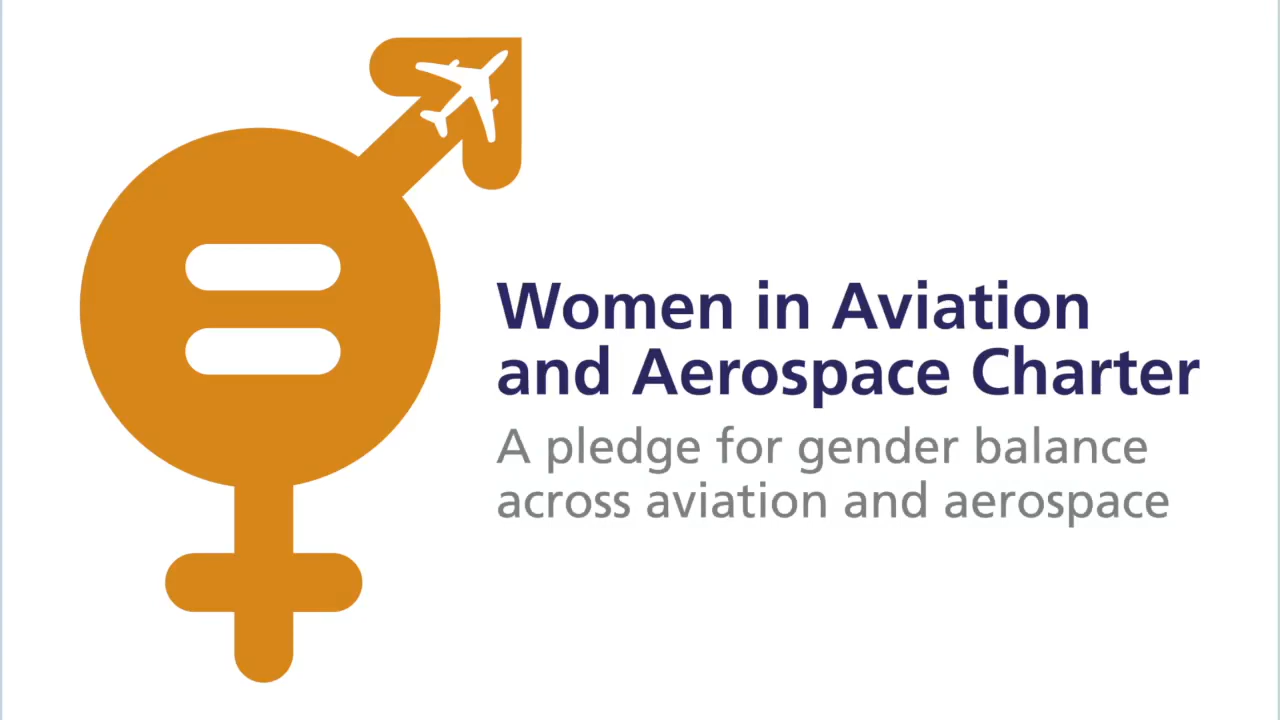 Women in Aviation
and Aerospace Charter
A pledge for gender balance
across aviation and aerospace